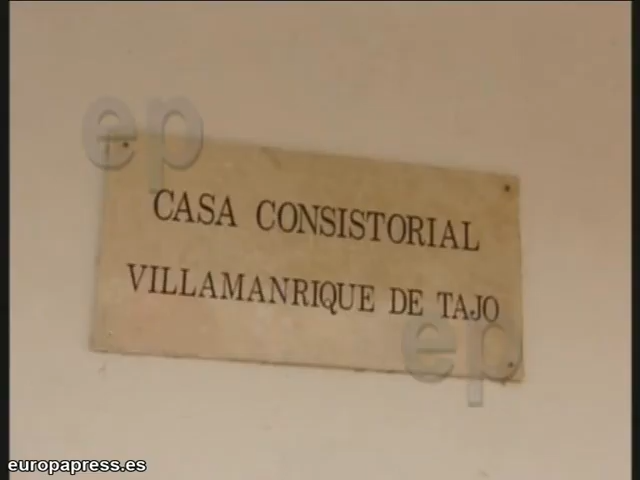 ep
CASA CONSISTORIAL
VILLAMANRIQUE DE TAJO
ep
europapress.es